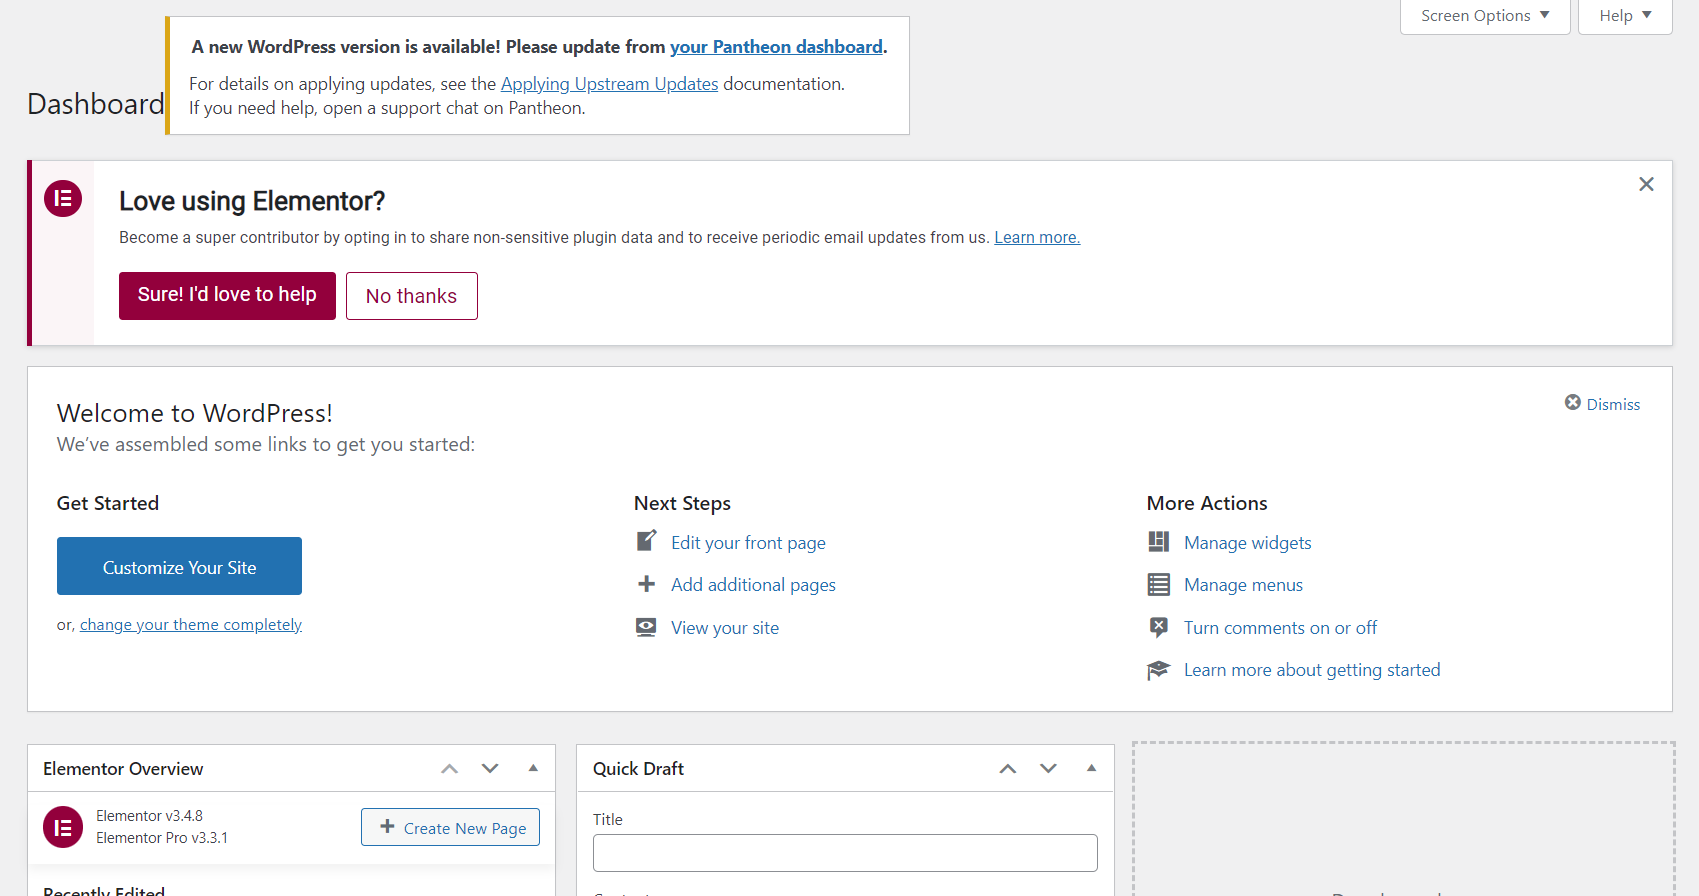 Screen Options
Help
A new WordPress version is available! Please update from your Pantheon dashboard.
For details on applying updates, see the Applying Upstream Updates documentation.
If you need help, open a support chat on Pantheon.
Dashboard
Love using Elementor?
Become a super contributor by opting in to share non-sensitive plugin data and to receive periodic email updates from us. Learn more.
Sure! I'd love to help
No thanks
Welcome to WordPress!
We've assembled some links to get you started:
Dismiss
Get Started
Customize Your Site
or, change your theme completely
Next Steps
Edit your front page
Add additional pages
View your site
More Actions
Manage widgets
Manage menus
Turn comments on or off
Learn more about getting started
Elementor Overview
Elementor v3.4.8
Elementor Pro v3.3.1
Create New Page
Recently Edited
Quick Draft
Title